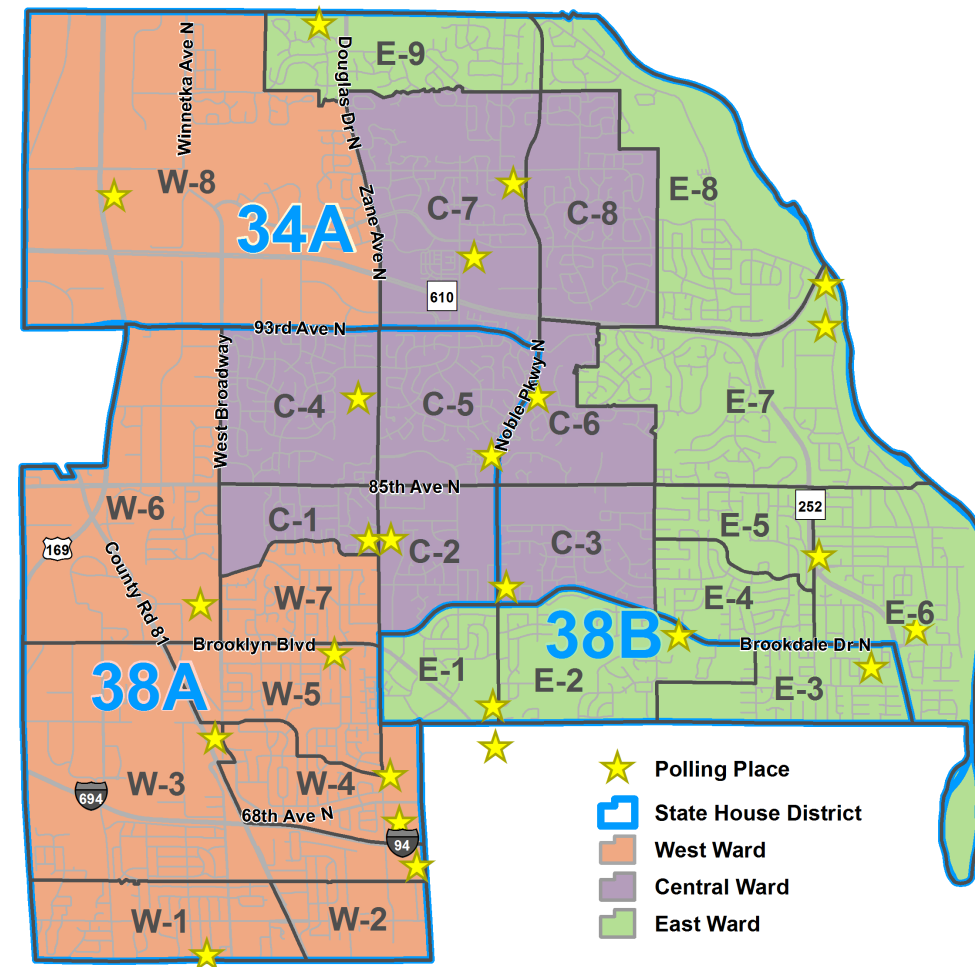 E-9
Winnetka Ave N
Douglas Dr N
W-8
E-8
C-7
C-8
34A
Zane Ave N
610
93rd Ave N
West Broadway
Noble Pkwy N
C-4
C-5
C-6
E-7
85th Ave N
W-6
C-1
C-2
C-3
E-5
252
169
County Rd 81
W-7
E-4
E-6
38B
Brooklyn Blvd
Brookdale Dr N
38A
W-5
E-1
E-2
E-3
W-3
W-4
694
68th Ave N
94
W-1
W-2
Polling Place
State House District
West Ward
Central Ward
East Ward